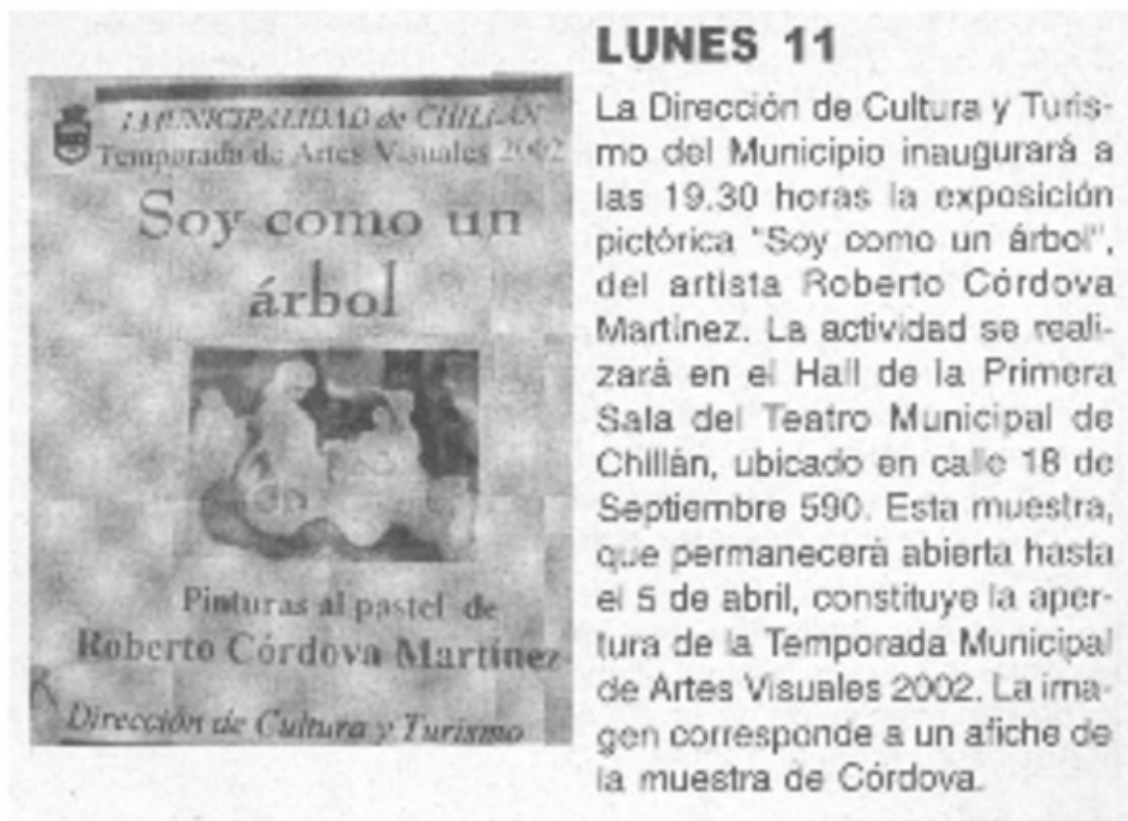 I MUNICIPALIDAD de CHILLÁN
Temporada de Artes Visuales 2002
Soy como un
árbol
Pinturas al pastel de
Roberto Córdova Martínez
Dirección de Cultura y Turismo
LUNES 11
La Dirección de Cultura y Turis-
mo del Municipio inaugurará a
las 19.30 horas la exposición
pictórica "Soy como un árbol",
del artista Roberto Córdova
Martínez. La actividad se reali-
zará en el Hall de la Primera
Sala del Teatro Municipal de
Chillán, ubicado en calle 18 de
Septiembre 590. Esta muestra,
que permanecerá abierta hasta
el 5 de abril, constituye la aper-
tura de la Temporada Municipal
de Artes Visuales 2002. La ima-
gen corresponde a un afiche de
la muestra de Córdova.